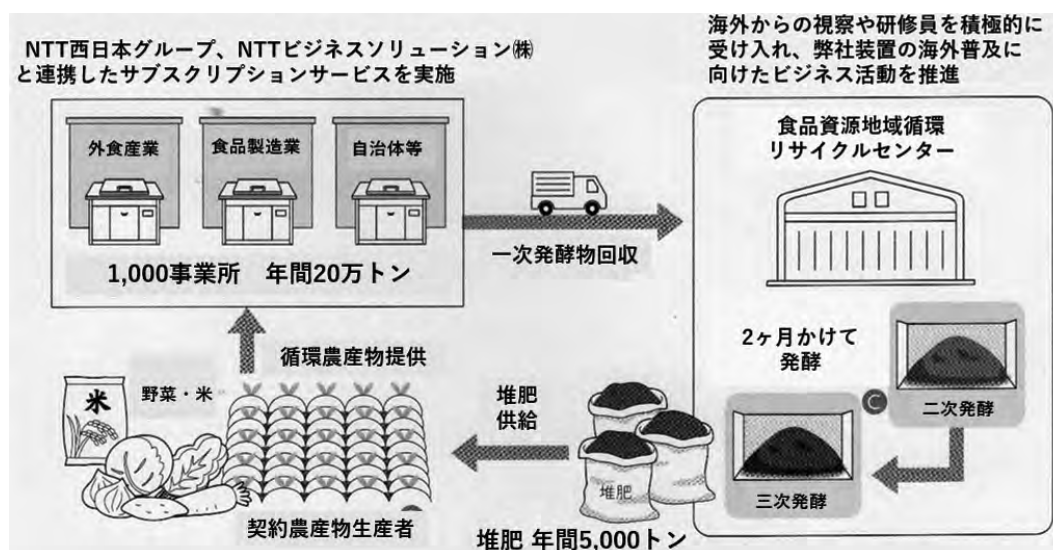 NTT西日本グループ、NTTビジネスソリューション㈱
と連携したサブスクリプションサービスを実施
外食産業
食品製造業
自治体等
1,000事業所 年間20万トン
一次発酵物回収
海外からの視察や研修員を積極的に
受け入れ、弊社装置の海外普及に
向けたビジネス活動を推進
食品資源地域循環
リサイクルセンター
2ヶ月かけて
発酵
二次発酵
C
三次発酵
堆肥
供給
堆肥
堆肥 年間5,000トン
循環農産物提供
野菜・米
米
契約農産物生産者